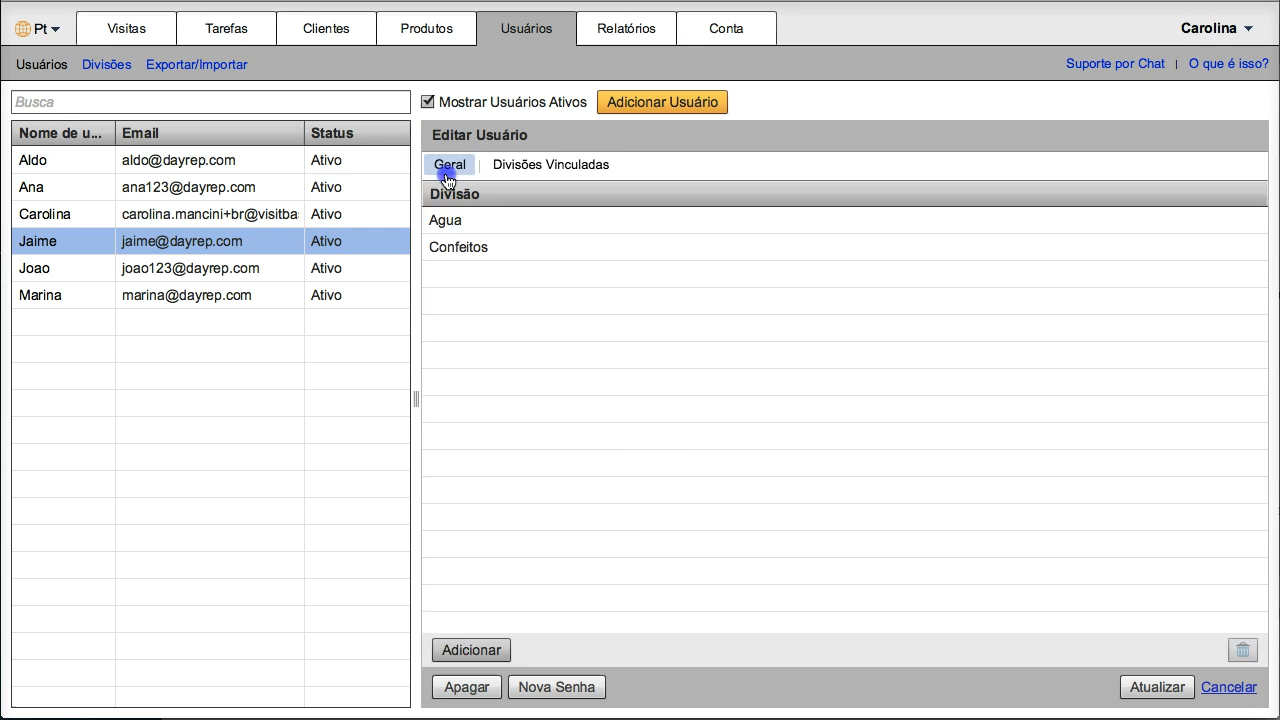 Pt Visitas Tarefas Clientes Produtos Usuários Relatórios Conta Carolina
Usuários Divisões Exportar/Importar Suporte por Chat | O que é isso?
Busca Mostrar Usuários Ativos Adicionar Usuário
Nome de u... Email Status
Aldo aldo@dayrep.com Ativo
Ana ana123@dayrep.com Ativo
Carolina carolina.mancini+br@visitba Ativo
Jaime jaime@dayrep.com Ativo
Joao joao123@dayrep.com Ativo
Marina marina@dayrep.com Ativo
Editar Usuário
Geral | Divisões Vinculadas
Divisão
Agua
Confeitos
Adicionar
Apagar Nova Senha Atualizar Cancelar